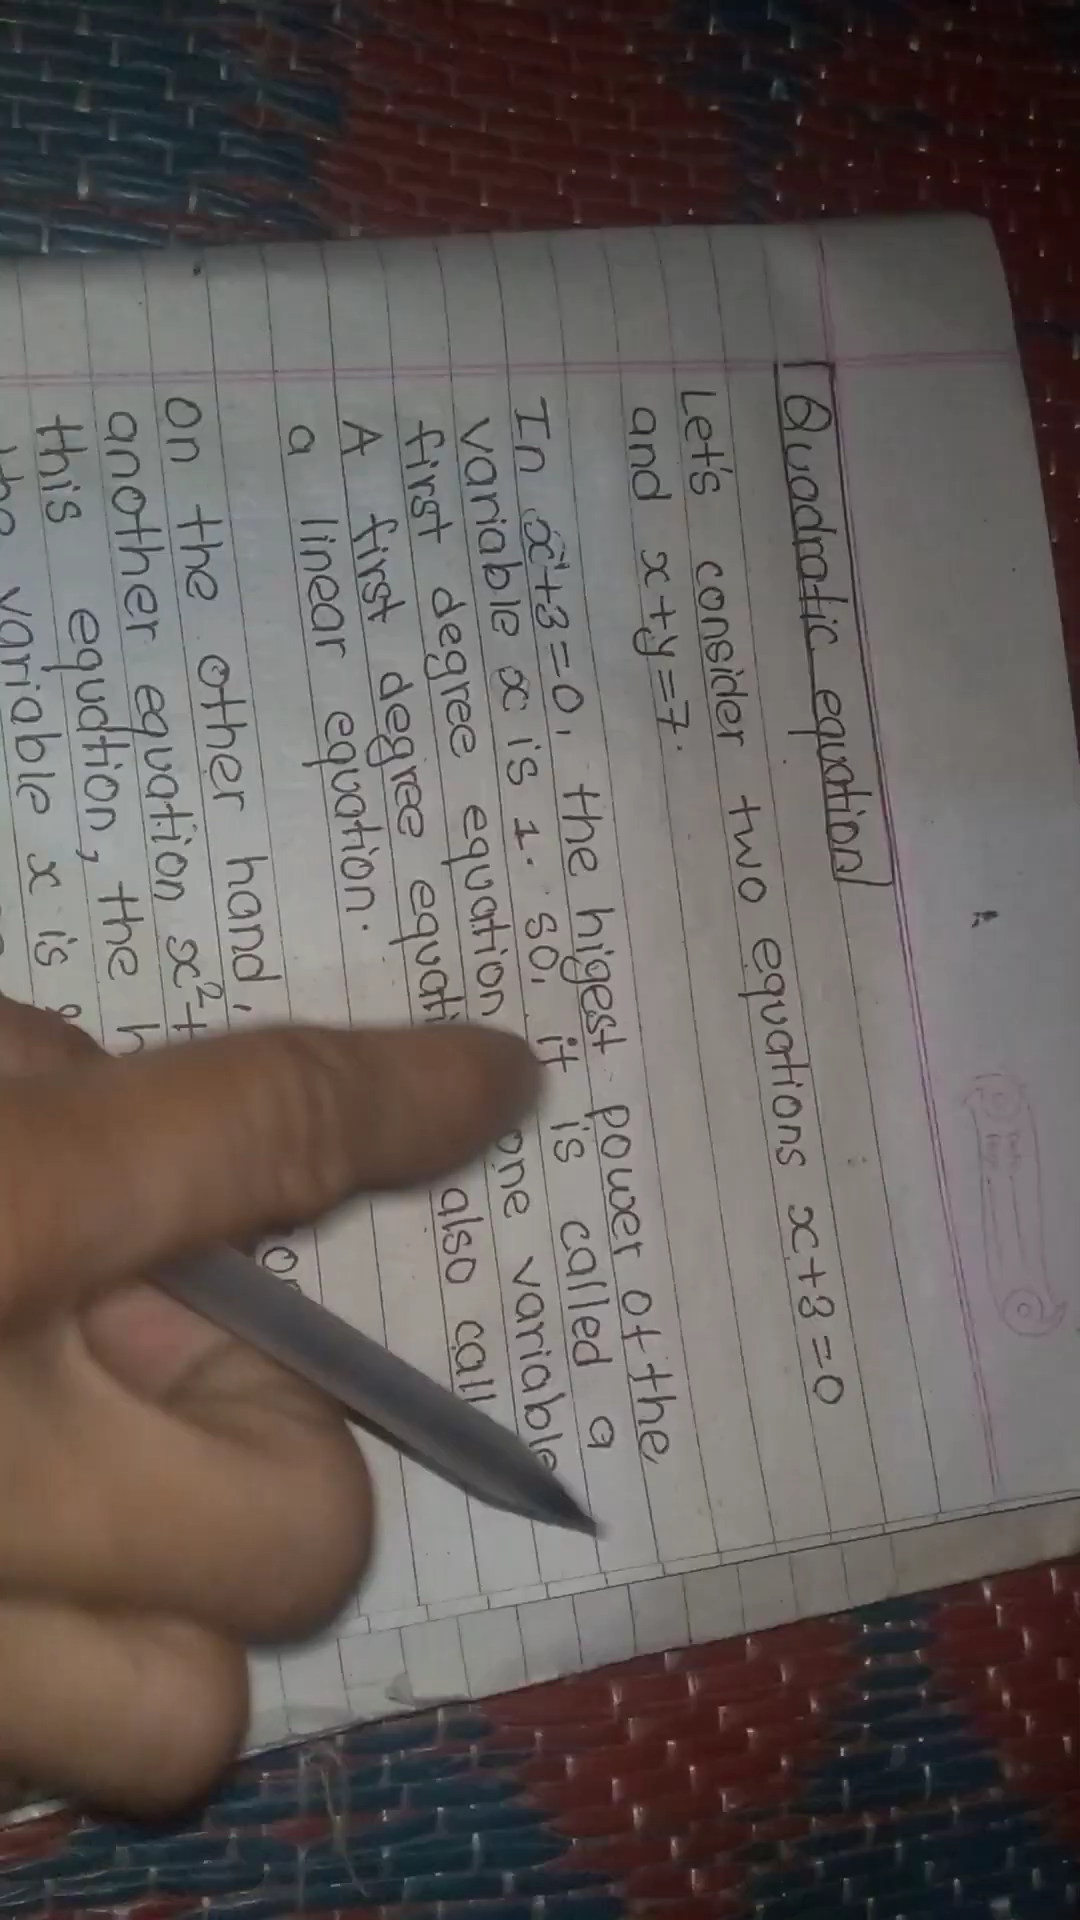 Quadratic equation
Let's consider two equations x+3=0
and x+y=7.
In x+3=0, the higest power of the
variable x is 1. so, it is called a
first degree equation one variable
A first degree equati also call
a linear equation.
on the other hand,
another equation x²+
this equation, the h
variable x is